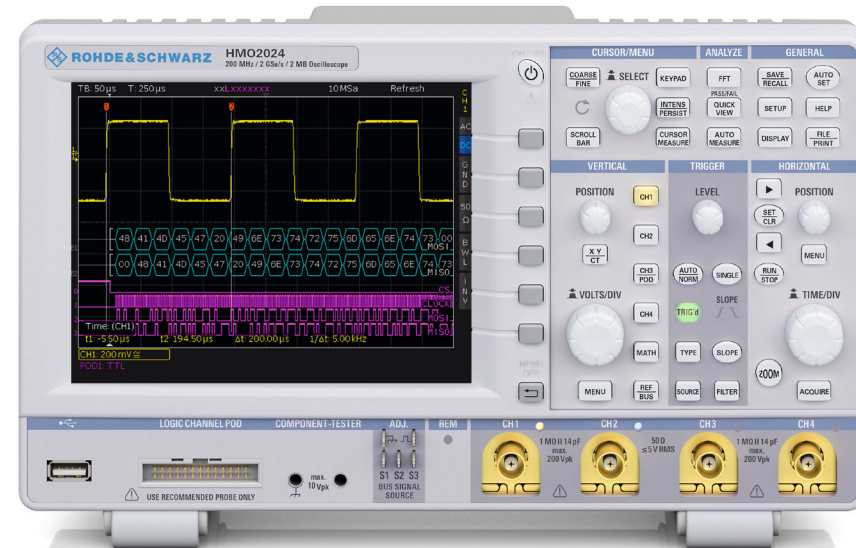 ROHDE&SCHWARZ
HMO2024
200 MHz / 2 GSa/s / 2 MB Oscilloscope
TB: 50µs T: 250µs xxLxxxxxxx 10MSa Refresh
CH1
AC
DC
GND
50Ω
BWL
INV
48 41 4D 45 47 20 49 6E 73 74 72 75 6D 65 6E 74 73 00
MOSI
00 48 41 4D 45 47 20 49 6E 73 74 72 75 6D 65 6E 74 73
MISO
CS
CLOCK
MOSI
MISO
Time: (CH1)
t1: -5.50µs t2: 194.50µs Δt: 200.00µs 1/Δt: 5.00kHz
CH1: 200mV
POD1: TTL
ON/OFF
MENU
OFF
CURSOR/MENU
COARSE
FINE
SELECT
KEYPAD
INTENS
PERSIST
SCROLL
BAR
CURSOR
MEASURE
ANALYZE
FFT
PASS/FAIL
QUICK
VIEW
AUTO
MEASURE
GENERAL
SAVE
RECALL
AUTO
SET
SETUP
HELP
DISPLAY
FILE
PRINT
VERTICAL
POSITION
CH1
CH2
X Y
CT
CH3
POD
VOLTS/DIV
CH4
MATH
MENU
REF
BUS
TRIGGER
LEVEL
AUTO
NORM
SINGLE
TRIG'd
SLOPE
TYPE
SLOPE
SOURCE
FILTER
HORIZONTAL
POSITION
SET
CLR
MENU
RUN
STOP
TIME/DIV
ZOOM
ACQUIRE
LOGIC CHANNEL POD
USE RECOMMENDED PROBE ONLY
COMPONENT-TESTER
max.
10 Vpk
ADJ.
S1 S2 S3
BUS SIGNAL
SOURCE
REM
CH1
CH2
CH3
CH4
1 MΩ II 14 pF
max.
200 Vpk
50 Ω
≤5 V RMS
1 MΩ II 14 pF
max.
200 Vpk